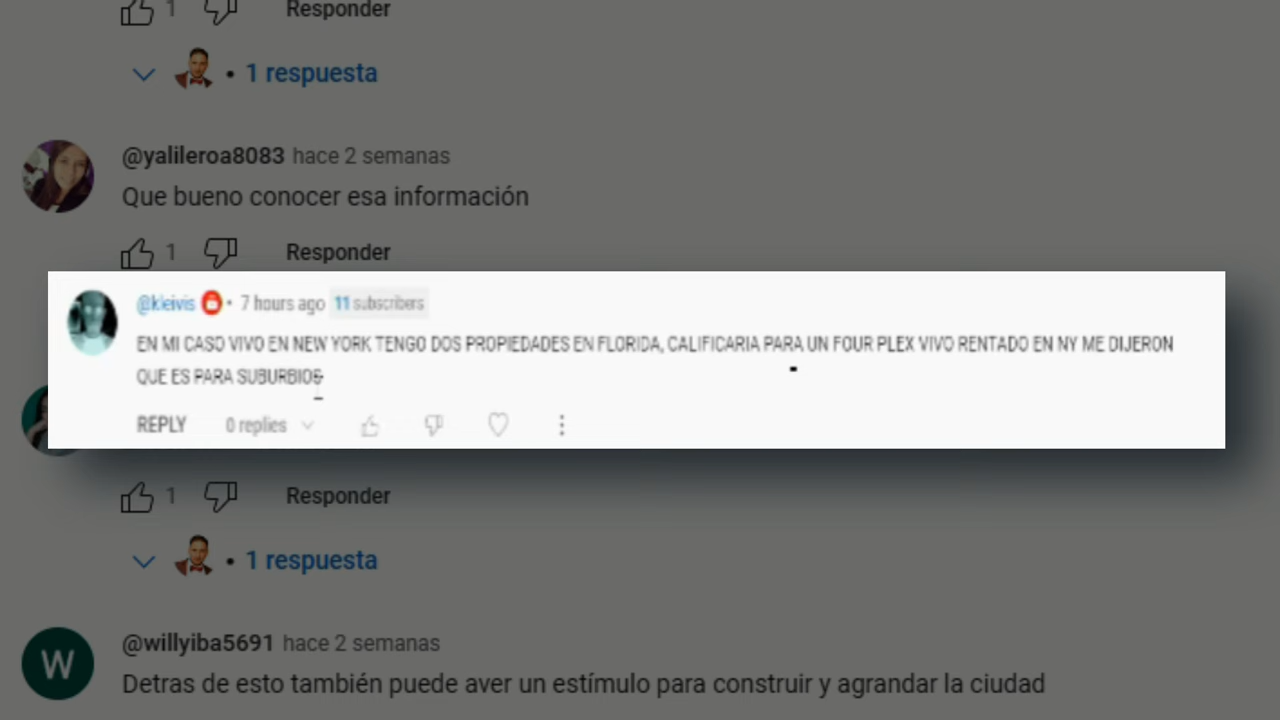 1 Responder
• 1 respuesta
@yalileroa8083 hace 2 semanas
Que bueno conocer esa información
1 Responder
@kleivis • 7 hours ago 11 subscribers
EN MI CASO VIVO EN NEW YORK TENGO DOS PROPIEDADES EN FLORIDA, CALIFICARIA PARA UN FOUR PLEX VIVO RENTADO EN NY ME DIJERON
QUE ES PARA SUBURBIOS
REPLY 0 replies
1 Responder
• 1 respuesta
W
@willyiba5691 hace 2 semanas
Detras de esto también puede aver un estímulo para construir y agrandar la ciudad